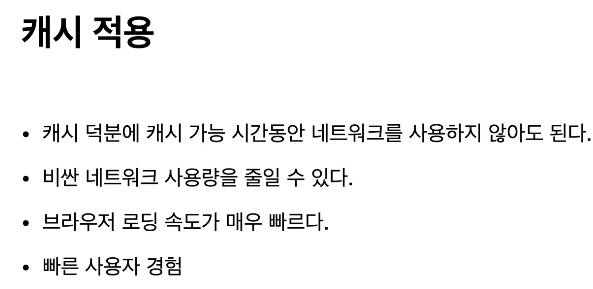 캐시 적용
• 캐시 덕분에 캐시 가능 시간동안 네트워크를 사용하지 않아도 된다.
• 비싼 네트워크 사용량을 줄일 수 있다.
• 브라우저 로딩 속도가 매우 빠르다.
• 빠른 사용자 경험